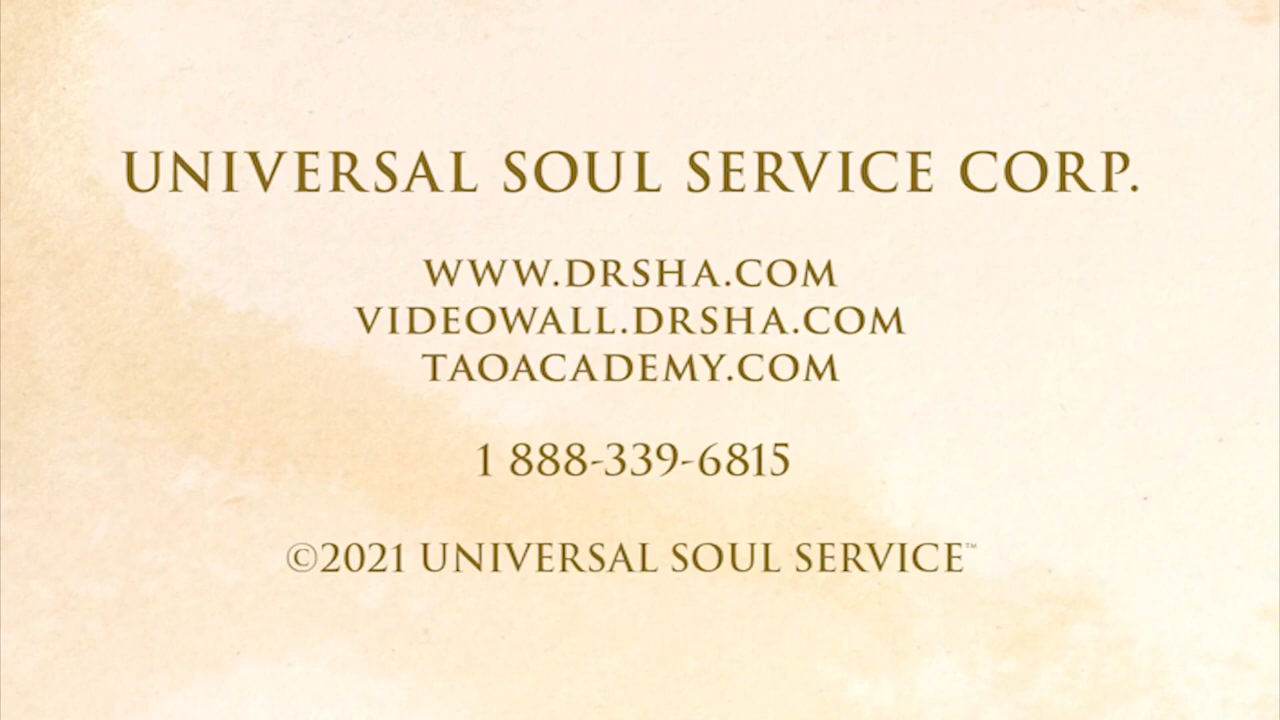 UNIVERSAL SOUL SERVICE CORP.
WWW.DRSHA.COM
VIDEOWALL.DRSHA.COM
TAOACADEMY.COM
1 888-339-6815
©2021 UNIVERSAL SOUL SERVICE™